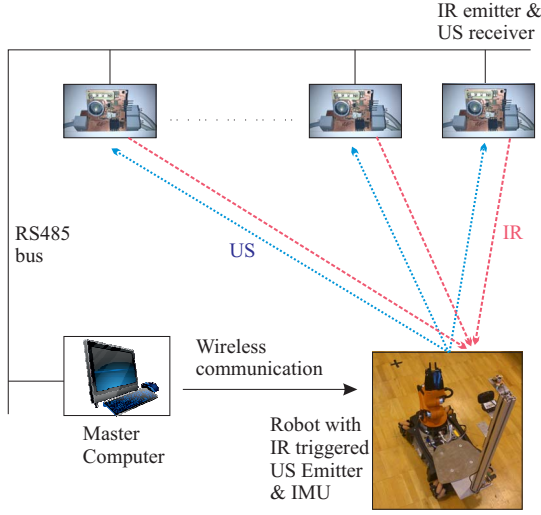 IR emitter &
US receiver
RS485
bus
US
IR
Wireless
communication
Master
Computer
Robot with
IR triggered
US Emitter
& IMU